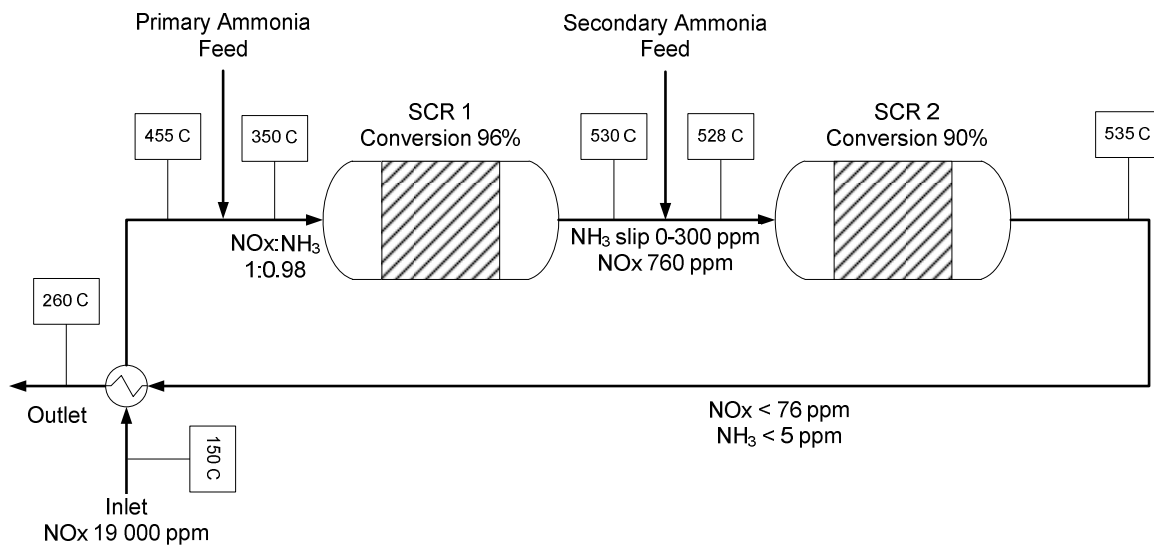 Primary Ammonia
Feed
Secondary Ammonia
Feed
SCR 1
Conversion 96%
SCR 2
Conversion 90%
455 C
350 C
530 C
528 C
535 C
NOx:NH₃
1:0.98
NH₃ slip 0-300 ppm
NOx 760 ppm
260 C
Outlet
NOx < 76 ppm
NH₃ < 5 ppm
150 C
Inlet
NOx 19 000 ppm